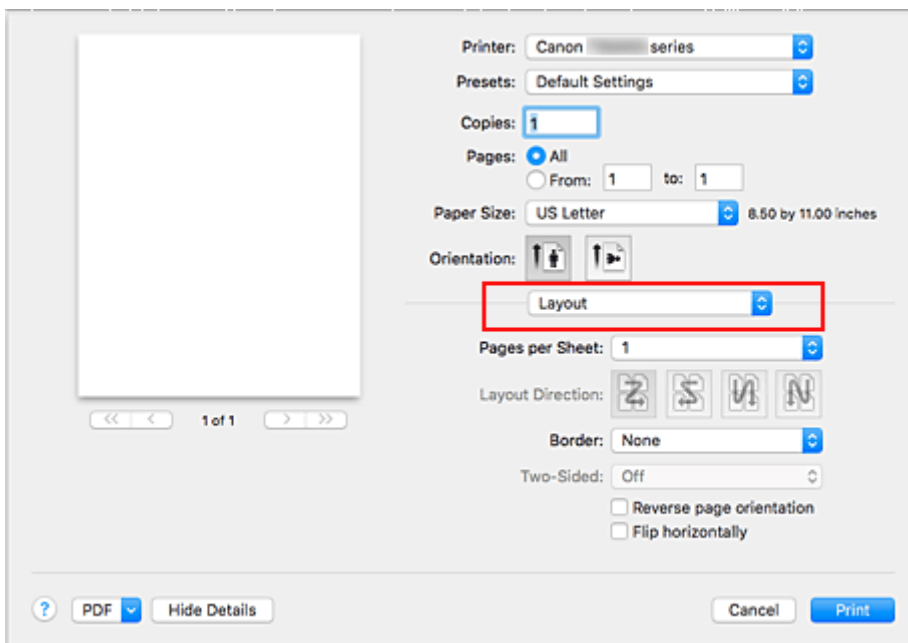 Printer: Canon series
Presets: Default Settings
Copies: 1
Pages: All
From: 1 to: 1
Paper Size: US Letter 8.50 by 11.00 inches
Orientation:
Layout
Pages per Sheet: 1
Layout Direction:
Border: None
Two-Sided: Off
Reverse page orientation
Flip horizontally
<< < 1 of 1 > >>
? PDF Hide Details Cancel Print